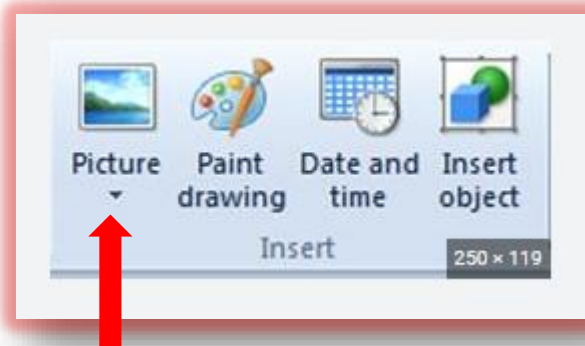 Picture Paint Date and Insert
drawing time object
Insert
250 × 119